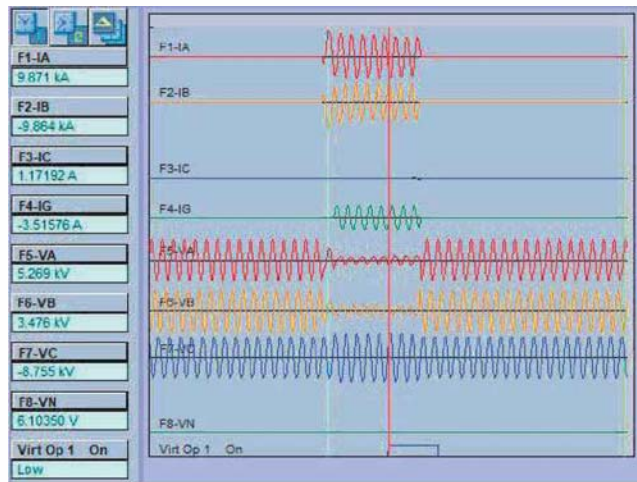 F1-IA
9.871 kA
F2-IB
-9.864 kA
F3-IC
1.17192 A
F4-IG
-3.51576 A
F5-VA
5.269 kV
F6-VB
3.476 kV
F7-VC
-8.755 kV
F8-VN
6.10350 V
Virt Op 1 On
Low
F1-IA
F2-IB
F3-IC
F4-IG
F5-VA
F6-VB
F7-VC
F8-VN
Virt Op 1 On